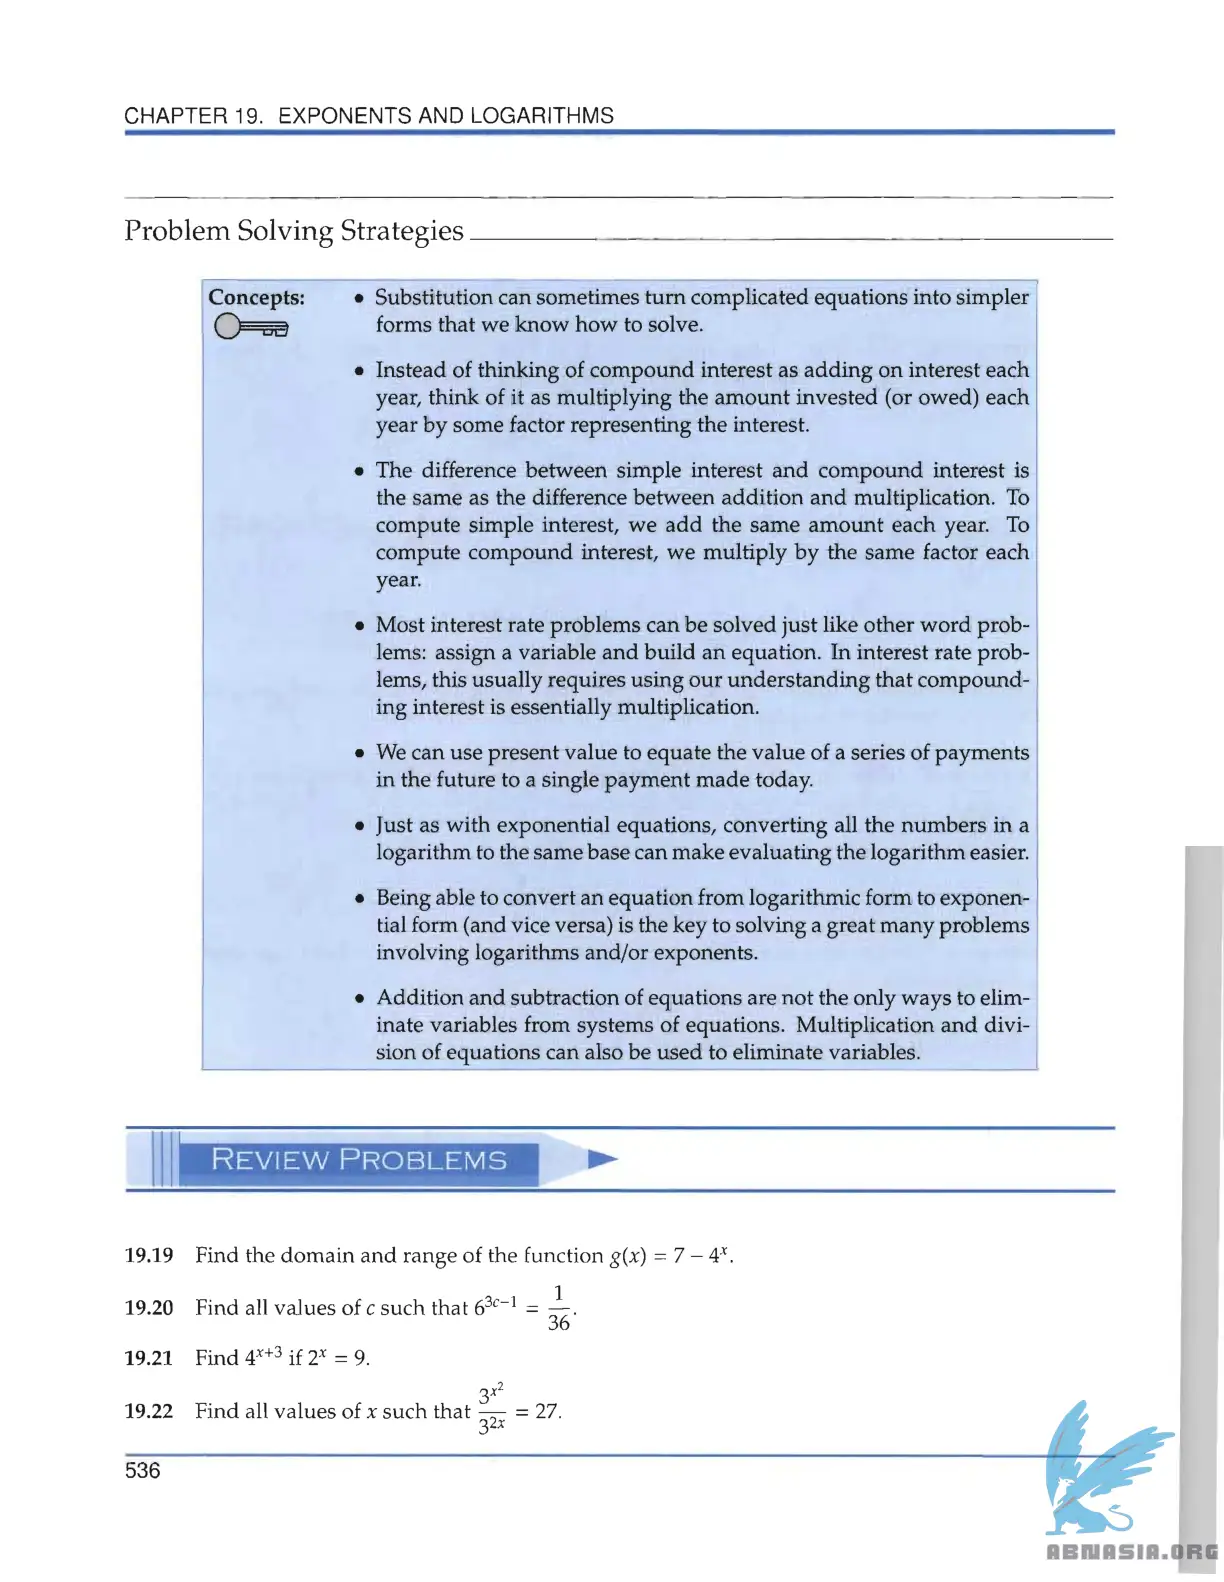 CHAPTER 19. EXPONENTS AND LOGARITHMS
Problem Solving Strategies
Concepts:
• Substitution can sometimes turn complicated equations into simpler
forms that we know how to solve.
• Instead of thinking of compound interest as adding on interest each
year, think of it as multiplying the amount invested (or owed) each
year by some factor representing the interest.
• The difference between simple interest and compound interest is
the same as the difference between addition and multiplication. To
compute simple interest, we add the same amount each year. To
compute compound interest, we multiply by the same factor each
year.
• Most interest rate problems can be solved just like other word prob-
lems: assign a variable and build an equation. In interest rate prob-
lems, this usually requires using our understanding that compound-
ing interest is essentially multiplication.
• We can use present value to equate the value of a series of payments
in the future to a single payment made today.
• Just as with exponential equations, converting all the numbers in a
logarithm to the same base can make evaluating the logarithm easier.
• Being able to convert an equation from logarithmic form to exponen-
tial form (and vice versa) is the key to solving a great many problems
involving logarithms and/or exponents.
• Addition and subtraction of equations are not the only ways to elim-
inate variables from systems of equations. Multiplication and divi-
sion of equations can also be used to eliminate variables.
REVIEW PROBLEMS
19.19 Find the domain and range of the function g(x) = 7 − 4^x.
19.20 Find all values of c such that 6^{3c−1} = 1/36.
19.21 Find 4^{x+3} if 2^x = 9.
19.22 Find all values of x such that 3^{x^2}/3^{2x} = 27.
536
ABNASIA.ORG